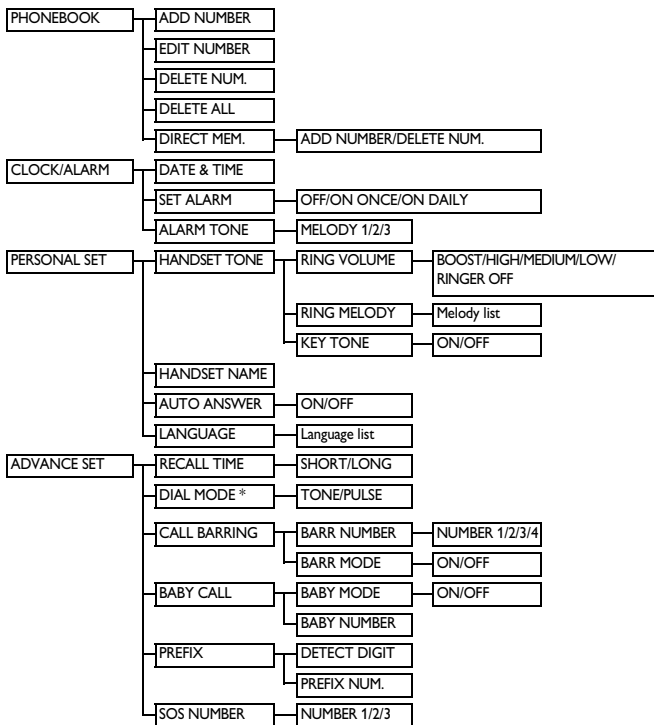 PHONEBOOK ADD NUMBER
EDIT NUMBER
DELETE NUM.
DELETE ALL
DIRECT MEM. ADD NUMBER/DELETE NUM.
CLOCK/ALARM DATE & TIME
SET ALARM OFF/ON ONCE/ON DAILY
ALARM TONE MELODY 1/2/3
PERSONAL SET HANDSET TONE RING VOLUME BOOST/HIGH/MEDIUM/LOW/
RINGER OFF
RING MELODY Melody list
KEY TONE ON/OFF
HANDSET NAME
AUTO ANSWER ON/OFF
LANGUAGE Language list
ADVANCE SET RECALL TIME SHORT/LONG
DIAL MODE * TONE/PULSE
CALL BARRING BARR NUMBER NUMBER 1/2/3/4
BARR MODE ON/OFF
BABY CALL BABY MODE ON/OFF
BABY NUMBER
PREFIX DETECT DIGIT
PREFIX NUM.
SOS NUMBER NUMBER 1/2/3